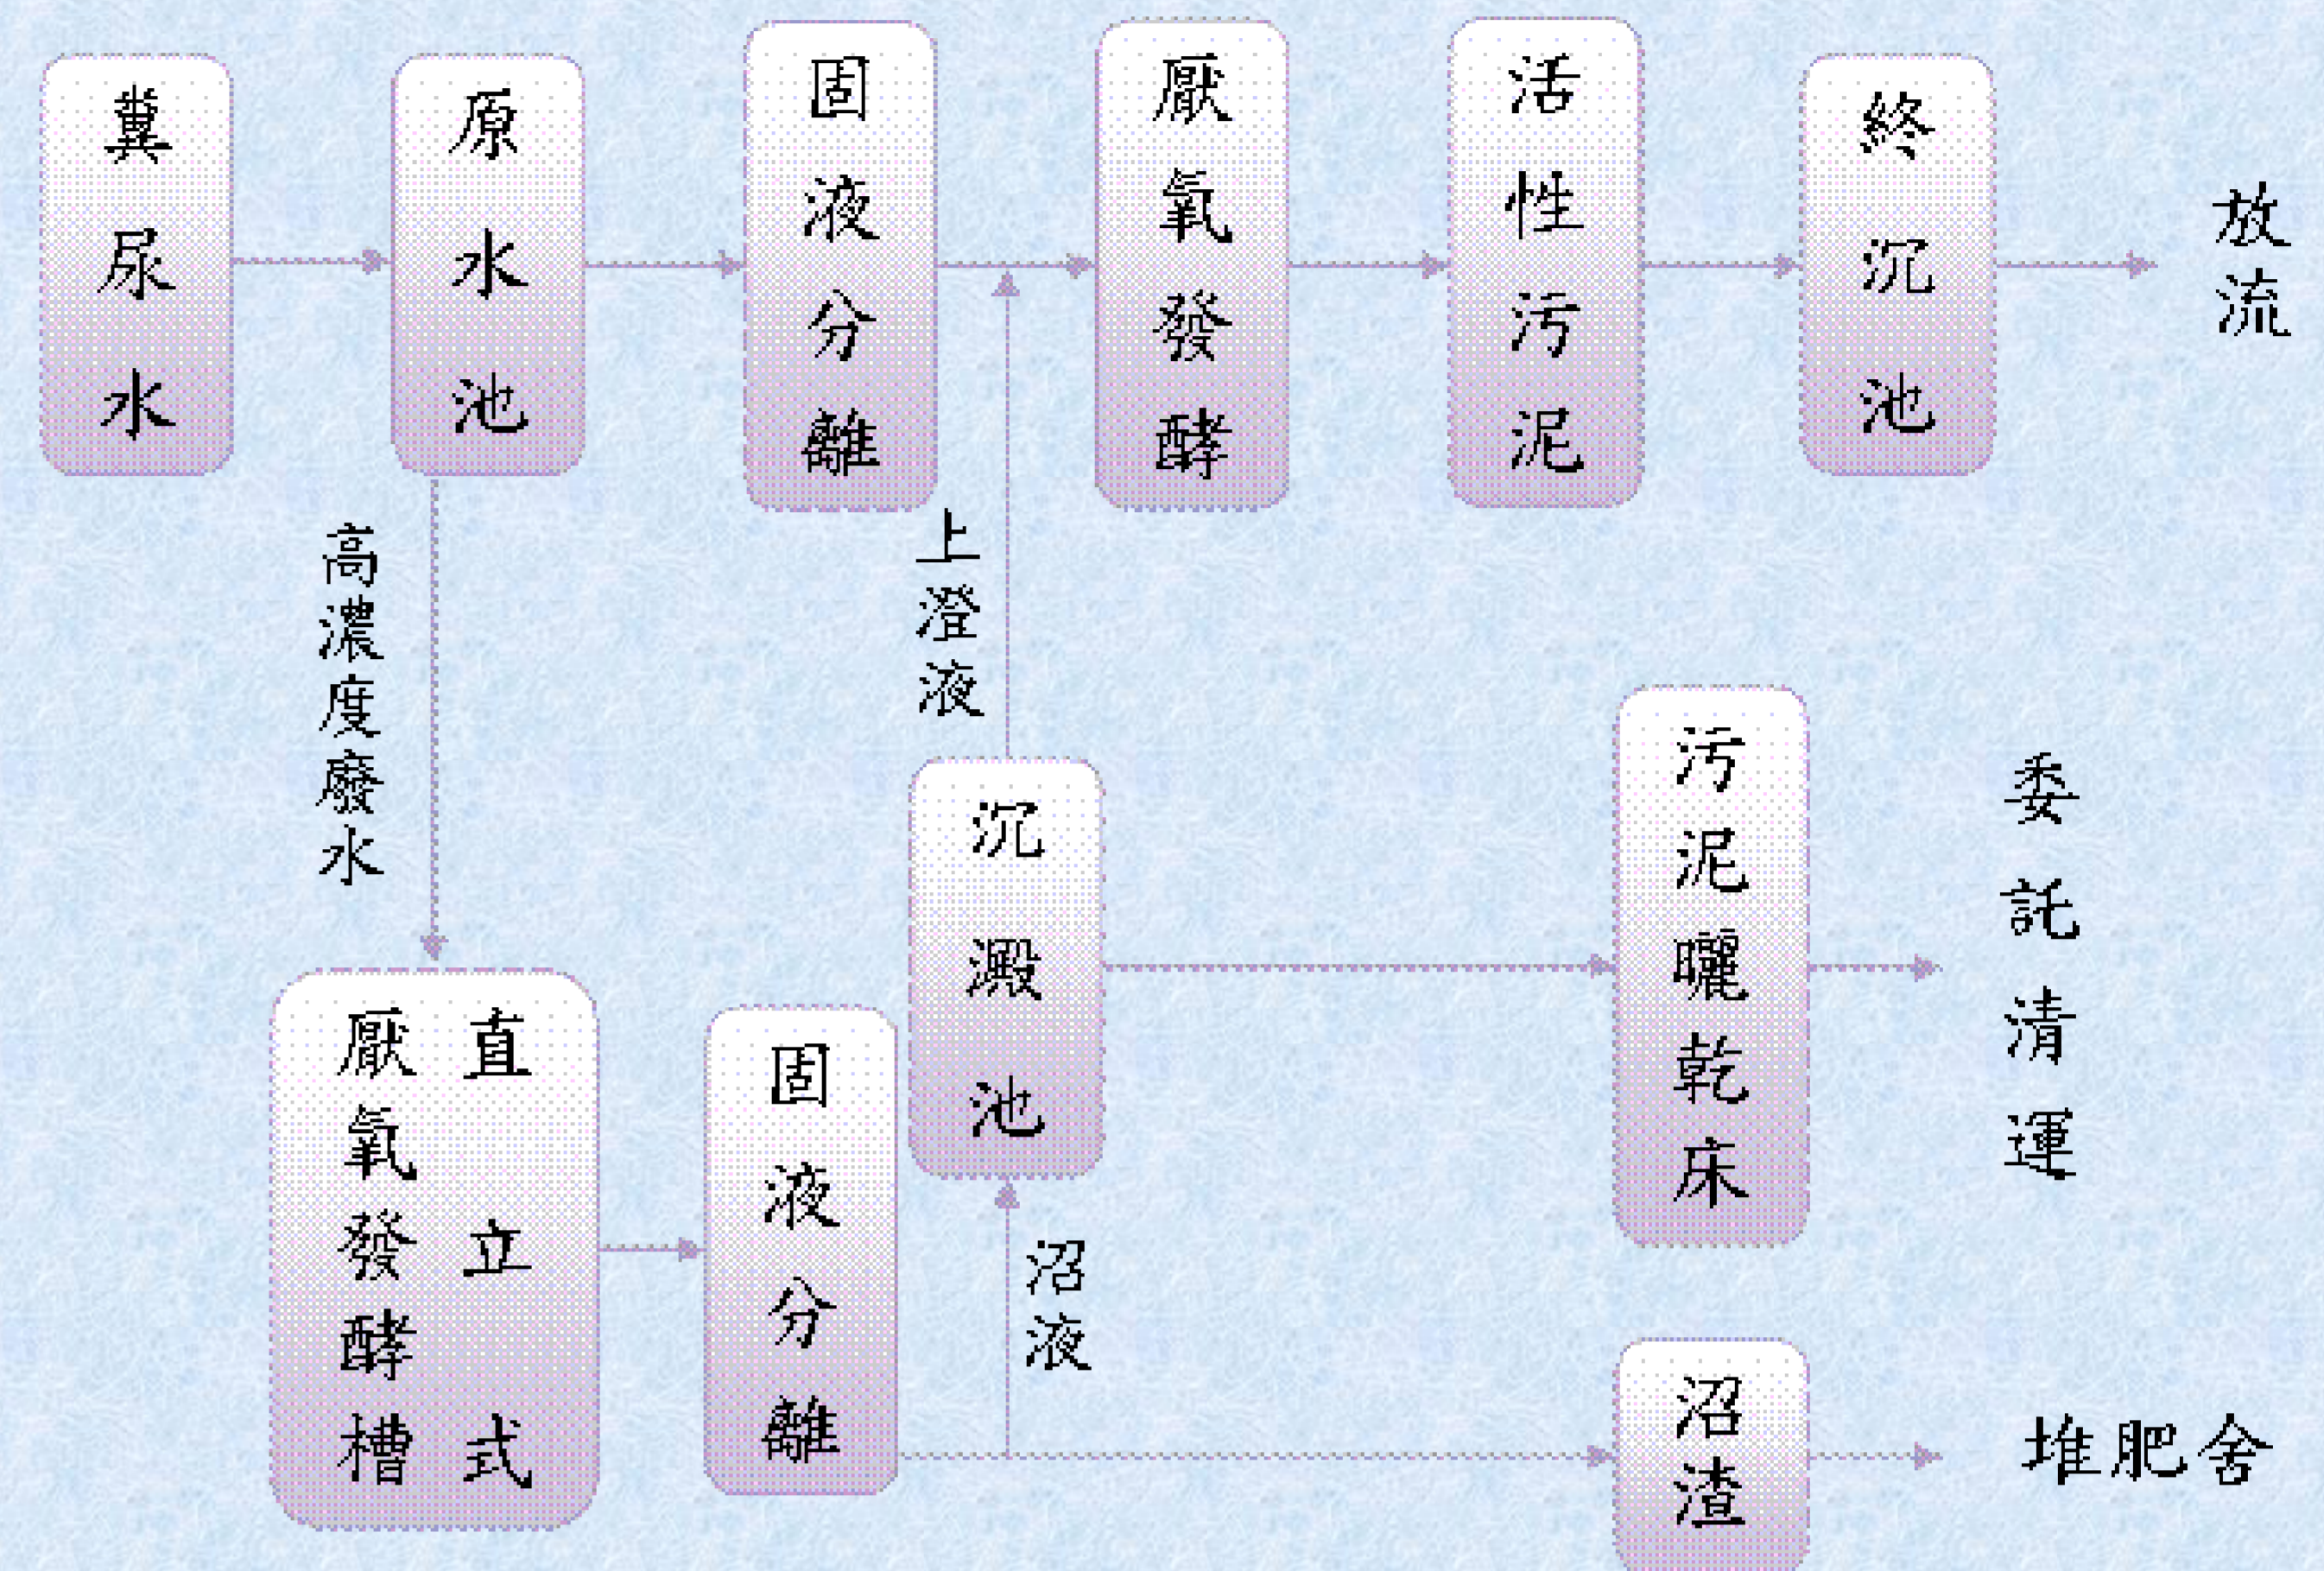 糞尿水
原水池
固液分離
厭氧發酵
活性污泥
終沉池
放流
高濃度廢水
上澄液
直立式
厭氧發酵槽
固液分離
沉澱池
沼液
污泥曬乾床
委託清運
沼渣
堆肥舍